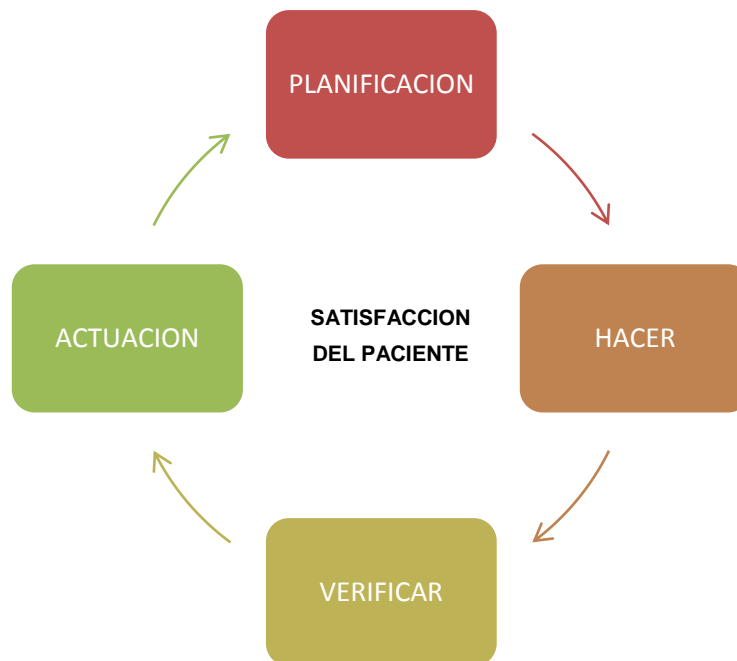 PLANIFICACION
HACER
VERIFICAR
ACTUACION
SATISFACCION
DEL PACIENTE